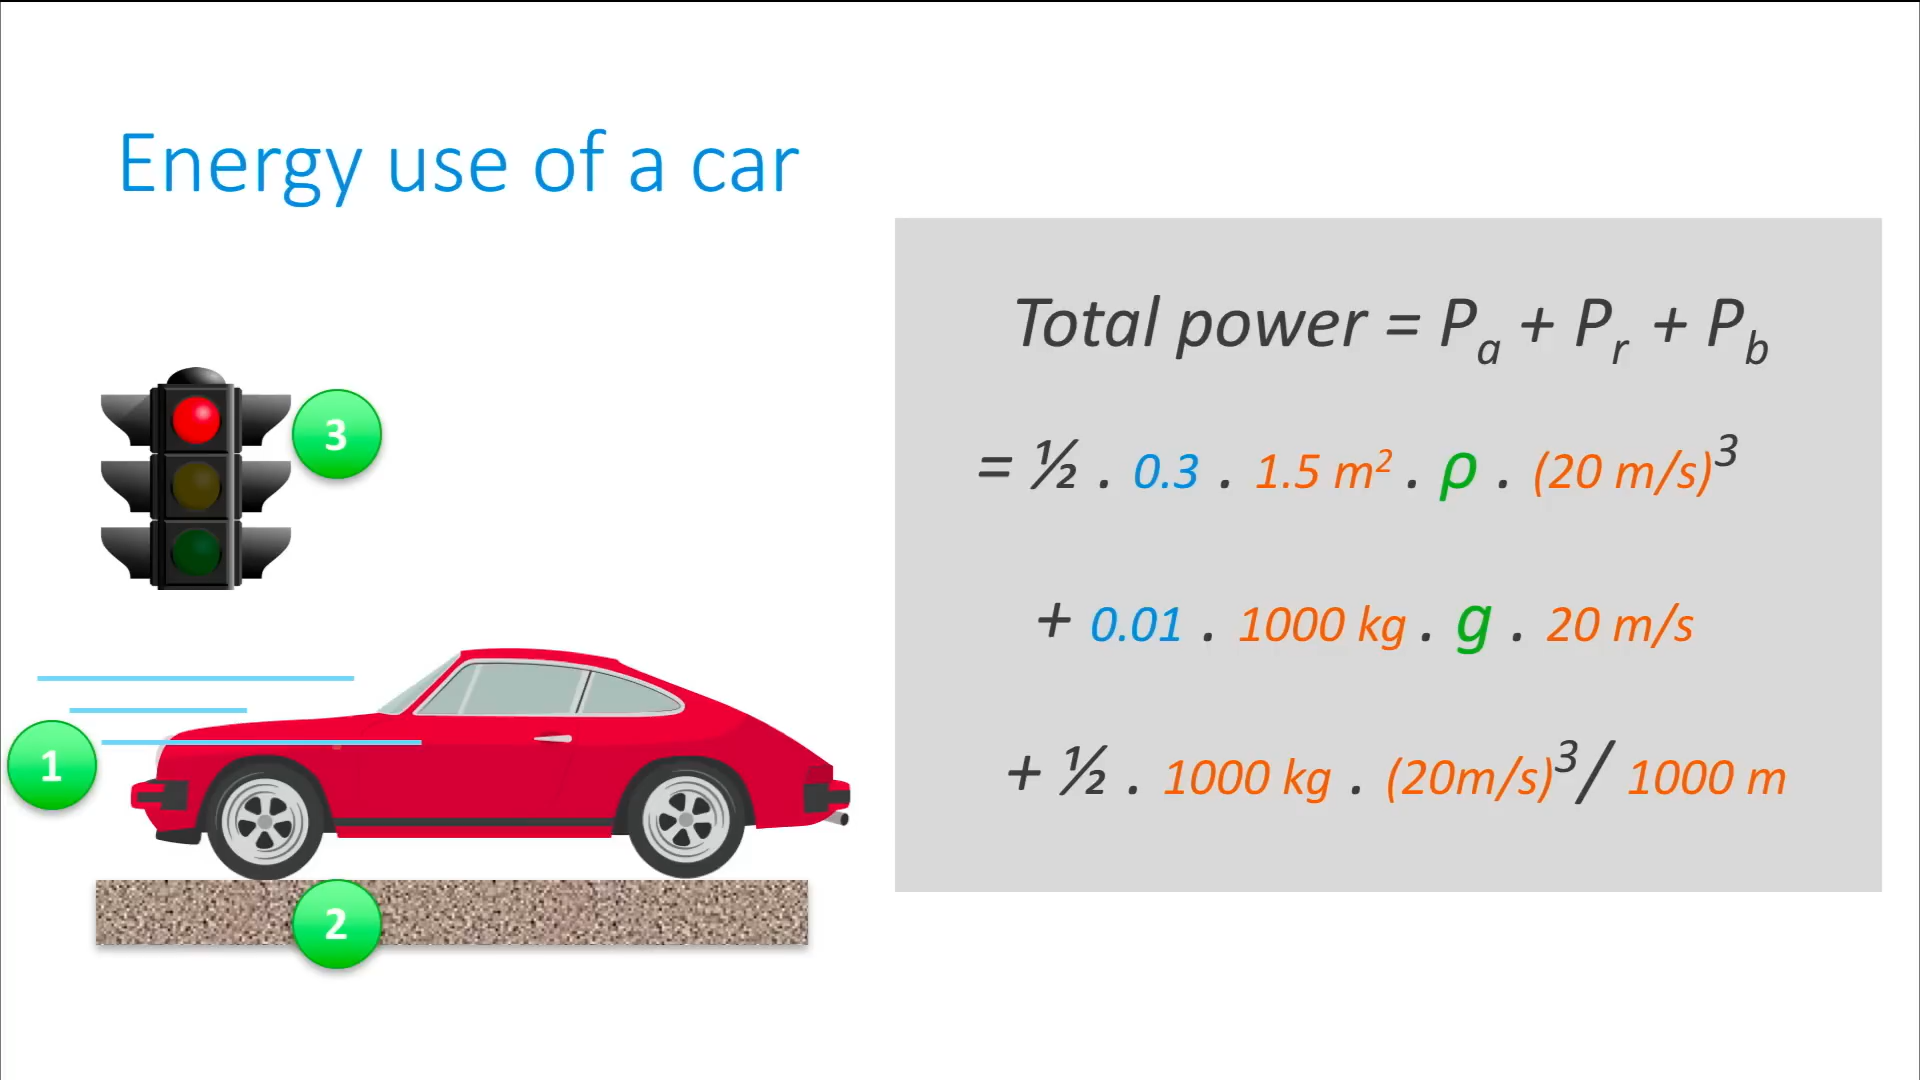 Energy use of a car
Total power = Pₐ + Pᵣ + P_b
= ½ . 0.3 . 1.5 m² . ρ . (20 m/s)³
+ 0.01 . 1000 kg . g . 20 m/s
+ ½ . 1000 kg . (20m/s)³/ 1000 m
3
1
2